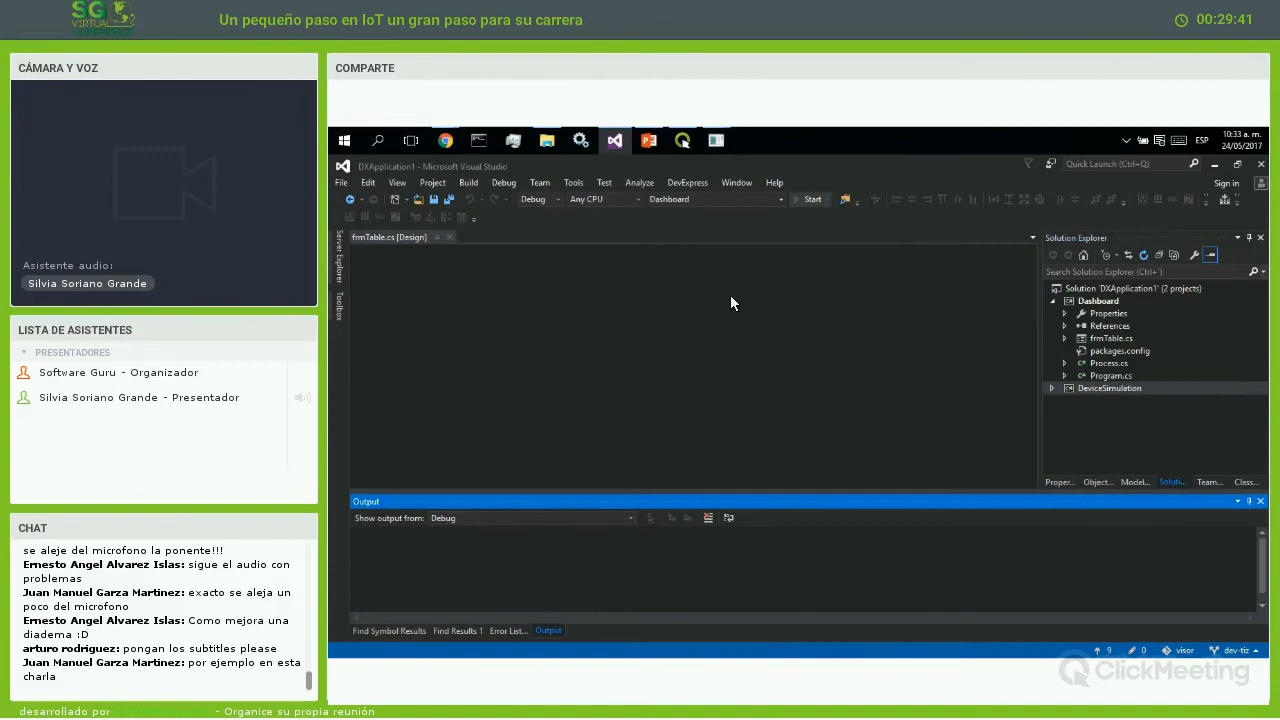 SG VIRTUAL
Un pequeño paso en IoT un gran paso para su carrera
00:29:41
CÁMARA Y VOZ
Asistente audio:
Silvia Soriano Grande
LISTA DE ASISTENTES
PRESENTADORES
Software Guru - Organizador
Silvia Soriano Grande - Presentador
CHAT
se aleje del microfono la ponente!!!
Ernesto Angel Alvarez Islas: sigue el audio con
problemas
Juan Manuel Garza Martinez: exacto se aleja un
poco del microfono
Ernesto Angel Alvarez Islas: Como mejora una
diadema :D
arturo rodriguez: pongan los subtitles please
Juan Manuel Garza Martinez: por ejemplo en esta
charla
desarrollado por - Organice su propia reunión
COMPARTE
ESP
10:33 a. m.
24/05/2017
DXApplication1 - Microsoft Visual Studio
Quick Launch (Ctrl+Q)
File Edit View Project Build Debug Team Tools Test Analyze DevExpress Window Help
Sign in
Debug Any CPU Dashboard Start
Server Explorer
Toolbox
frmTable.cs [Design]
Solution Explorer
Search Solution Explorer (Ctrl+')
Solution 'DXApplication1' (2 projects)
Dashboard
Properties
References
frmTable.cs
packages.config
Process.cs
Program.cs
DeviceSimulation
Proper... Object... Model... Soluti... Team... Class...
Output
Show output from: Debug
Find Symbol Results Find Results 1 Error List... Output
9 0 visor dev-tiz
ClickMeeting